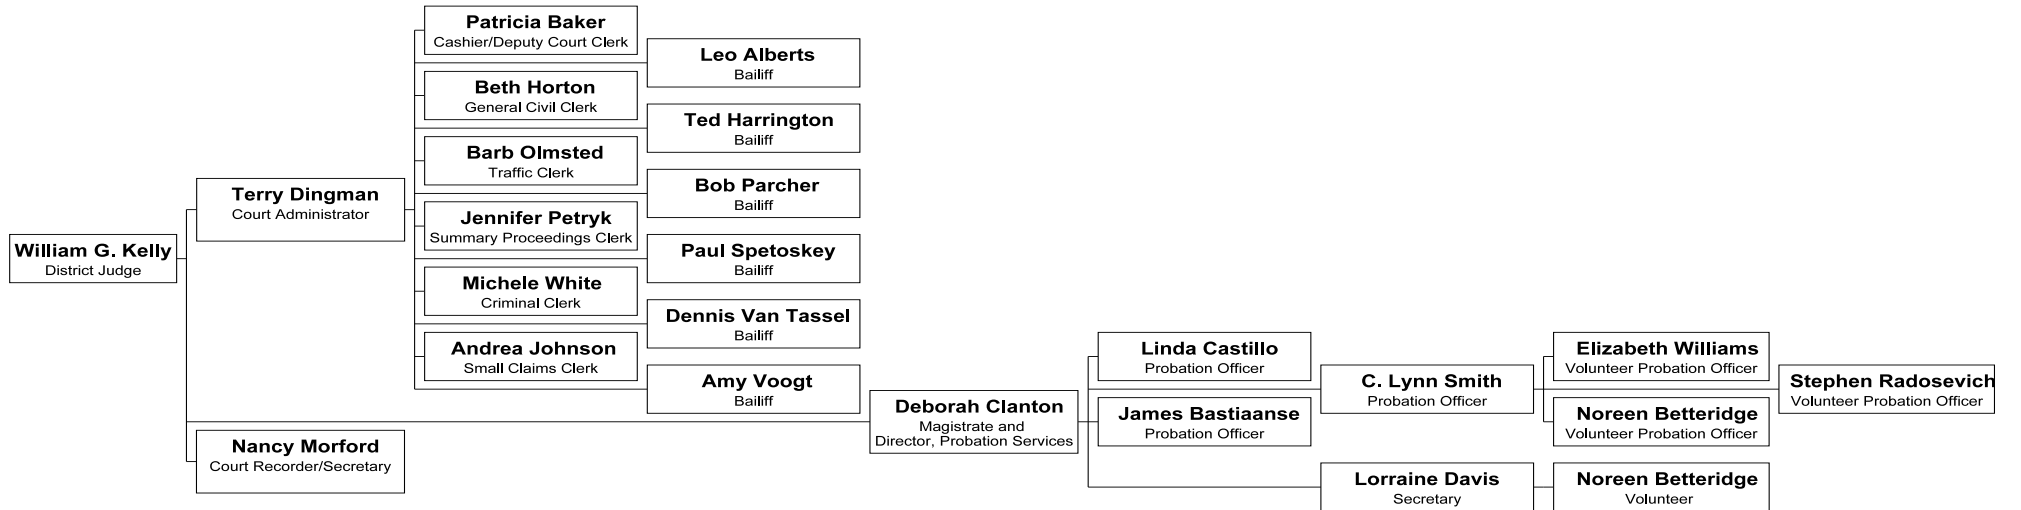 William G. Kelly
District Judge
Terry Dingman
Court Administrator
Patricia Baker
Cashier/Deputy Court Clerk
Leo Alberts
Bailiff
Beth Horton
General Civil Clerk
Ted Harrington
Bailiff
Barb Olmsted
Traffic Clerk
Bob Parcher
Bailiff
Jennifer Petryk
Summary Proceedings Clerk
Paul Spetoskey
Bailiff
Michele White
Criminal Clerk
Dennis Van Tassel
Bailiff
Andrea Johnson
Small Claims Clerk
Amy Voogt
Bailiff
Nancy Morford
Court Recorder/Secretary
Deborah Clanton
Magistrate and
Director, Probation Services
Linda Castillo
Probation Officer
C. Lynn Smith
Probation Officer
Elizabeth Williams
Volunteer Probation Officer
Stephen Radosevich
Volunteer Probation Officer
Noreen Betteridge
Volunteer Probation Officer
James Bastiaanse
Probation Officer
Lorraine Davis
Secretary
Noreen Betteridge
Volunteer